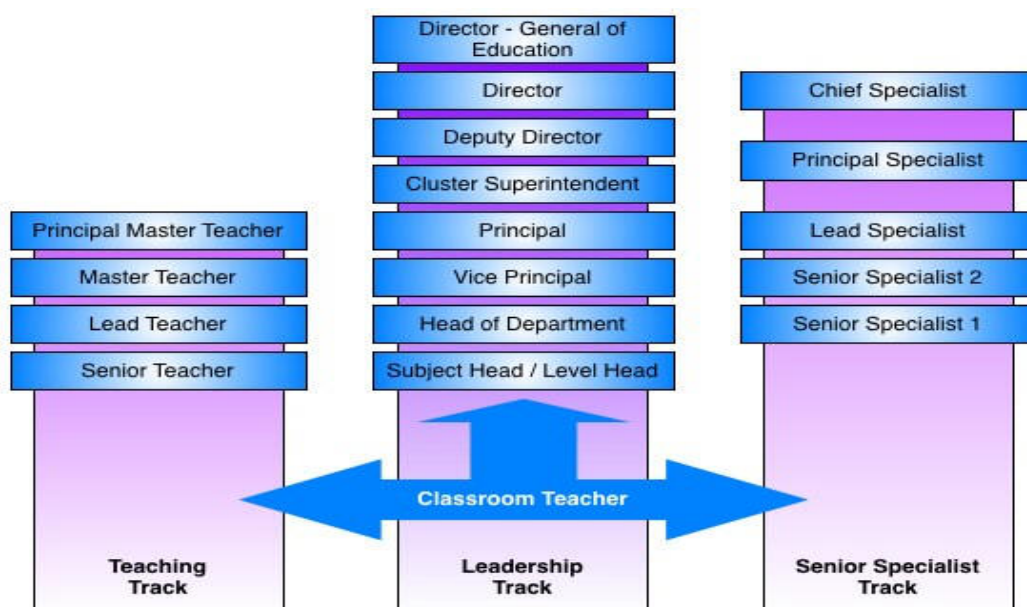 Principal Master Teacher
Master Teacher
Lead Teacher
Senior Teacher
Teaching
Track
Director - General of
Education
Director
Deputy Director
Cluster Superintendent
Principal
Vice Principal
Head of Department
Subject Head / Level Head
Classroom Teacher
Leadership
Track
Chief Specialist
Principal Specialist
Lead Specialist
Senior Specialist 2
Senior Specialist 1
Senior Specialist
Track